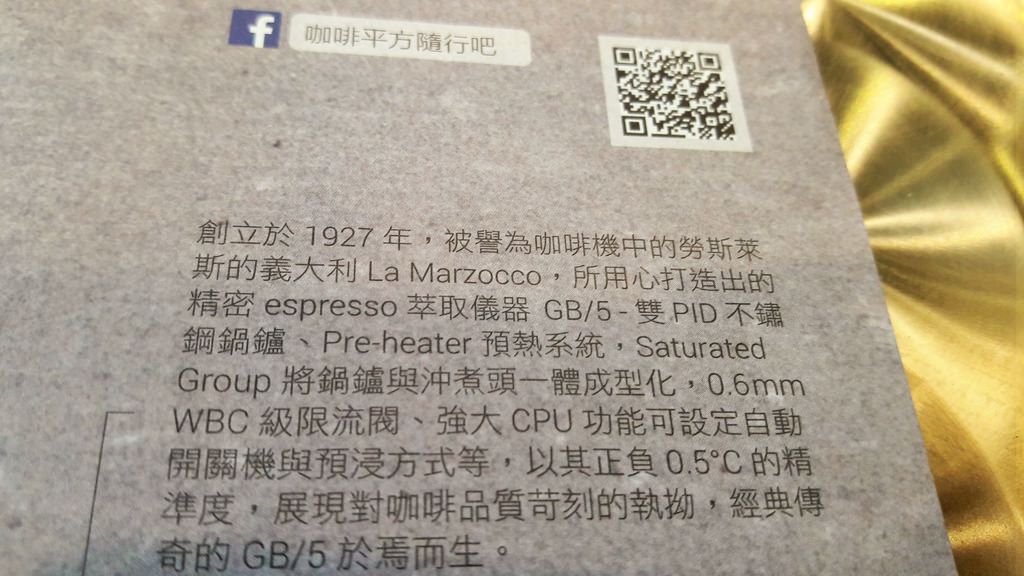 咖啡平方隨行吧
創立於 1927 年，被譽為咖啡機中的勞斯萊
斯的義大利 La Marzocco，所用心打造出的
精密 espresso 萃取儀器 GB/5 - 雙 PID 不鏽
鋼鍋鑪、Pre-heater 預熱系統，Saturated
Group 將鍋鑪與沖煮頭一體成型化，0.6mm
WBC 級限流閥、強大 CPU 功能可設定自動
開關機與預浸方式等，以其正負 0.5°C 的精
準度，展現對咖啡品質苛刻的執拗，經典傳
奇的 GB/5 於焉而生。